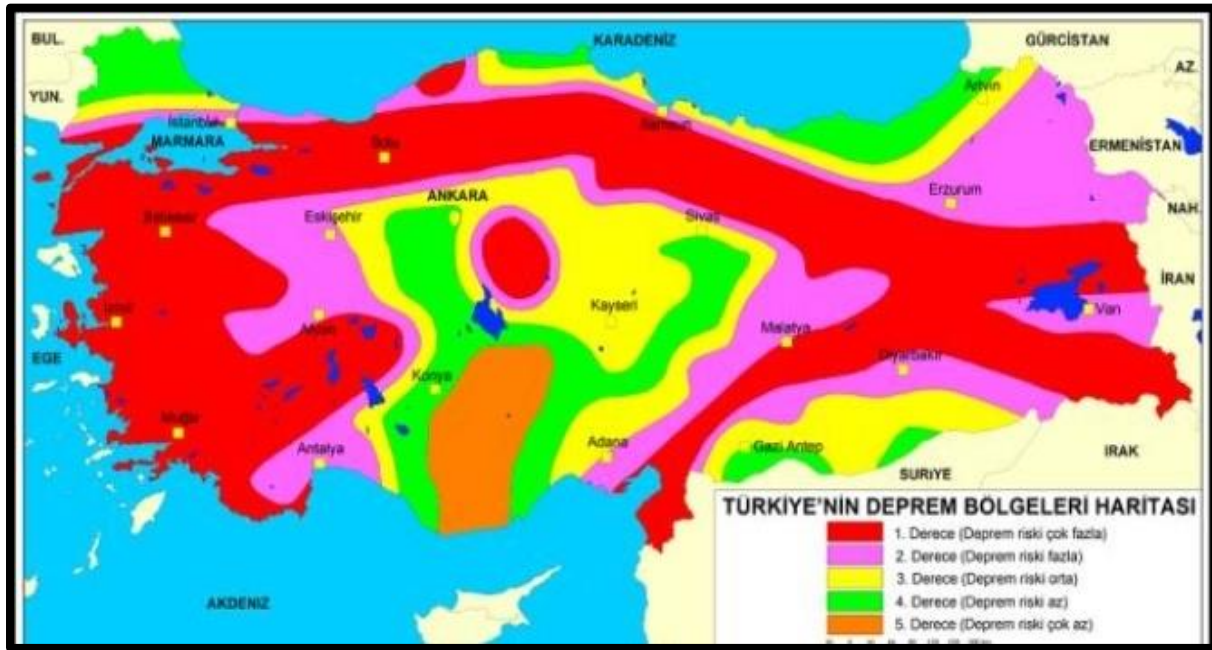 BUL.
KARADENİZ
GÜRCİSTAN
AZ.
YUN.
Artvin
İstanbul
Samsun
MARMARA
Bolu
ERMENİSTAN
ANKARA
Erzurum
NAH.
Balıkesir
Eskişehir
Sivas
İRAN
İzmir
Afyon
Kayseri
Van
Malatya
EGE
Diyarbakır
Konya
Muğla
Antalya
Adana
Gazi Antep
SURİYE
IRAK
TÜRKİYE'NİN DEPREM BÖLGELERİ HARİTASI
1. Derece (Deprem riski çok fazla)
2. Derece (Deprem riski fazla)
3. Derece (Deprem riski orta)
AKDENİZ
4. Derece (Deprem riski az)
5. Derece (Deprem riski çok az)